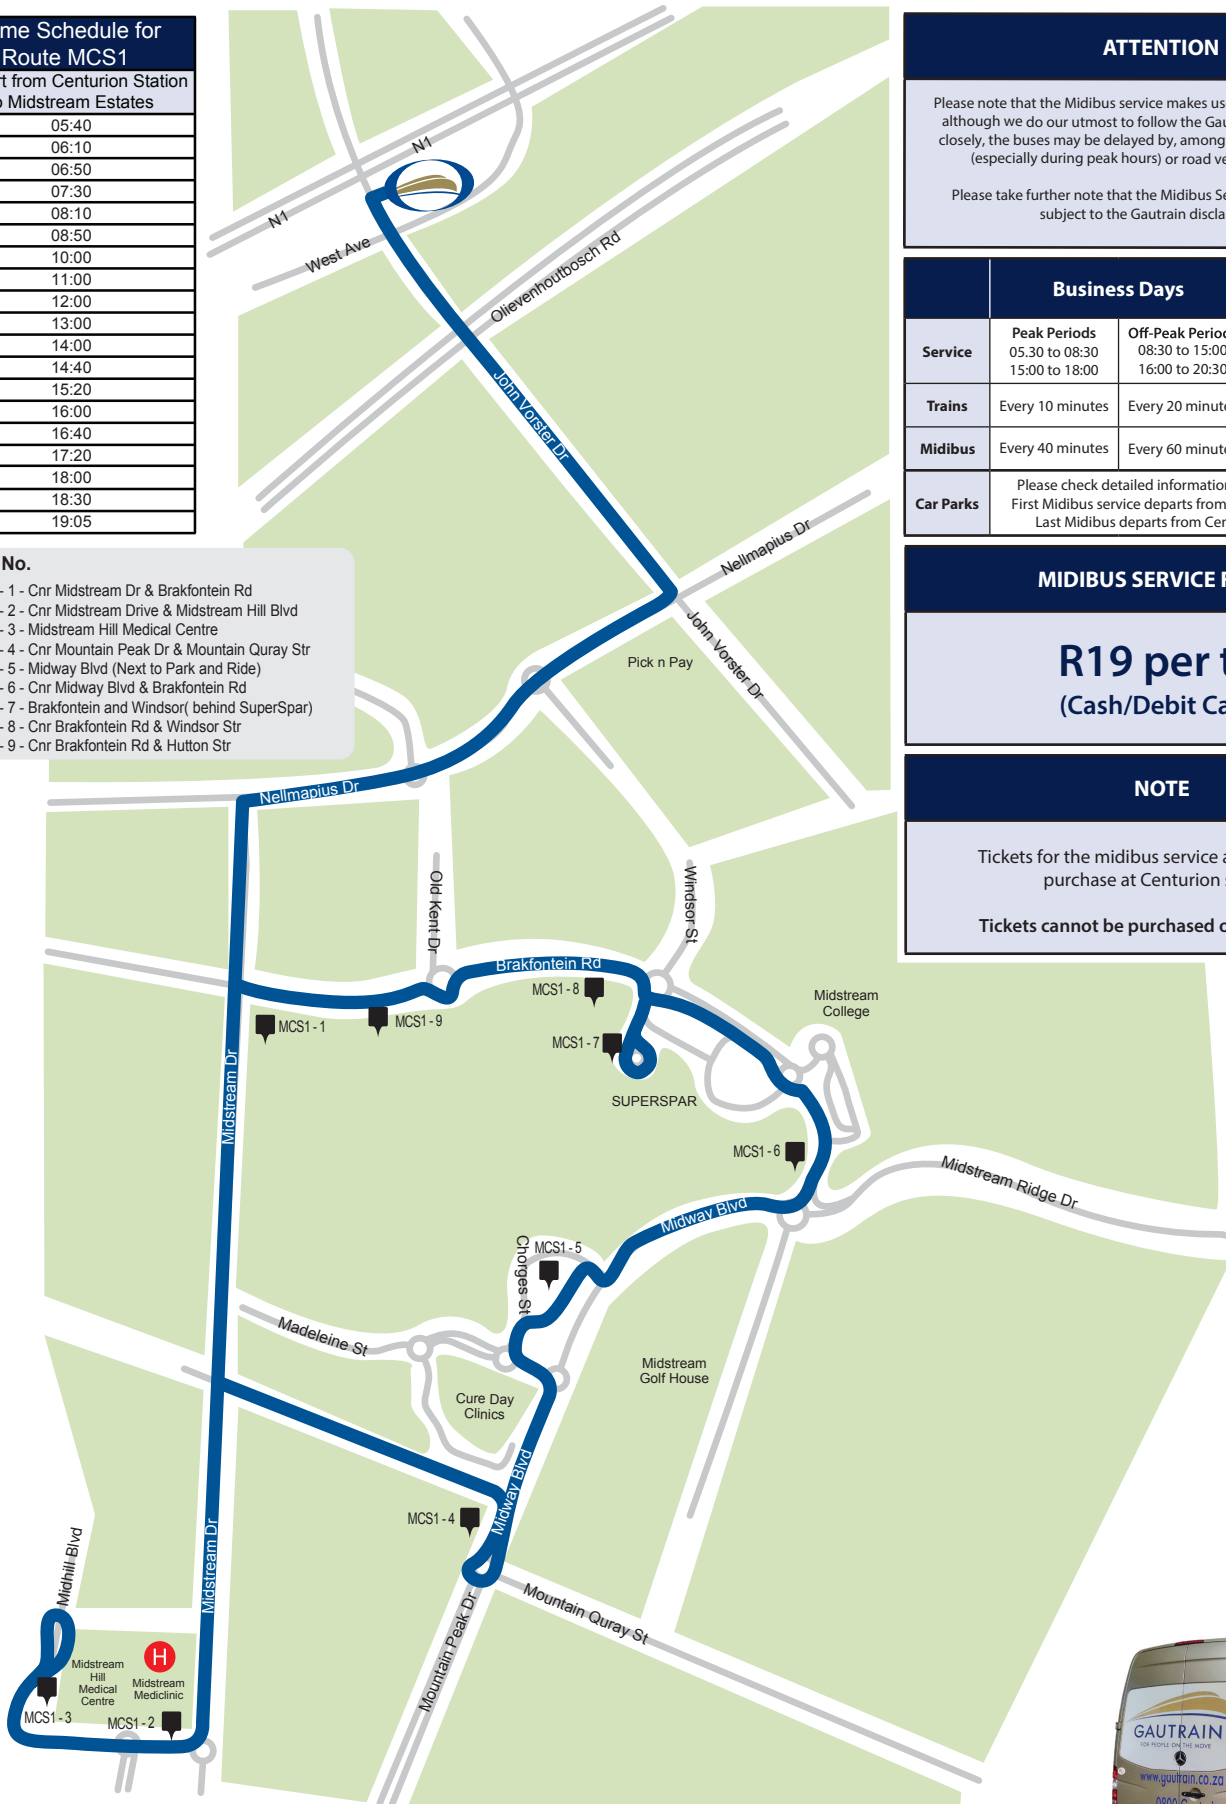 me Schedule for
Route MCS1
t from Centurion Station
o Midstream Estates
05:40
06:10
06:50
07:30
08:10
08:50
10:00
11:00
12:00
13:00
14:00
14:40
15:20
16:00
16:40
17:20
18:00
18:30
19:05
No.
- 1 - Cnr Midstream Dr & Brakfontein Rd
- 2 - Cnr Midstream Drive & Midstream Hill Blvd
- 3 - Midstream Hill Medical Centre
- 4 - Cnr Mountain Peak Dr & Mountain Quray Str
- 5 - Midway Blvd (Next to Park and Ride)
- 6 - Cnr Midway Blvd & Brakfontein Rd
- 7 - Brakfontein and Windsor( behind SuperSpar)
- 8 - Cnr Brakfontein Rd & Windsor Str
- 9 - Cnr Brakfontein Rd & Hutton Str
ATTENTION
Please note that the Midibus service makes us
although we do our utmost to follow the Gau
closely, the buses may be delayed by, among
(especially during peak hours) or road ve
Please take further note that the Midibus Se
subject to the Gautrain discla
Business Days
Service
Peak Periods
05.30 to 08:30
15:00 to 18:00
Off-Peak Period
08:30 to 15:00
16:00 to 20:30
Trains
Every 10 minutes
Every 20 minute
Midibus
Every 40 minutes
Every 60 minute
Car Parks
Please check detailed information
First Midibus service departs from
Last Midibus departs from Cen
MIDIBUS SERVICE F
R19 per t
(Cash/Debit Ca
NOTE
Tickets for the midibus service a
purchase at Centurion s
Tickets cannot be purchased o
N1
N1
West Ave
Olievenhoutbosch Rd
John Vorster Dr
Nellmapius Dr
John Vorster Dr
Pick n Pay
Nellmapius Dr
Old Kent Dr
Windsor St
Brakfontein Rd
MCS1 - 8
MCS1 - 1
MCS1 - 9
MCS1 - 7
SUPERSPAR
Midstream
College
Midstream Dr
MCS1 - 6
Midstream Ridge Dr
Midway Blvd
Chorges St
MCS1 - 5
Madeleine St
Midstream
Golf House
Cure Day
Clinics
Midway Blvd
MCS1 - 4
Midstream Dr
Midhill Blvd
Mountain Quray St
Mountain Peak Dr
H
Midstream
Hill
Medical
Centre
Midstream
Mediclinic
MCS1 - 3
MCS1 - 2
GAUTRAIN
FOR PEOPLE ON THE MOVE
www.gautrain.co.za